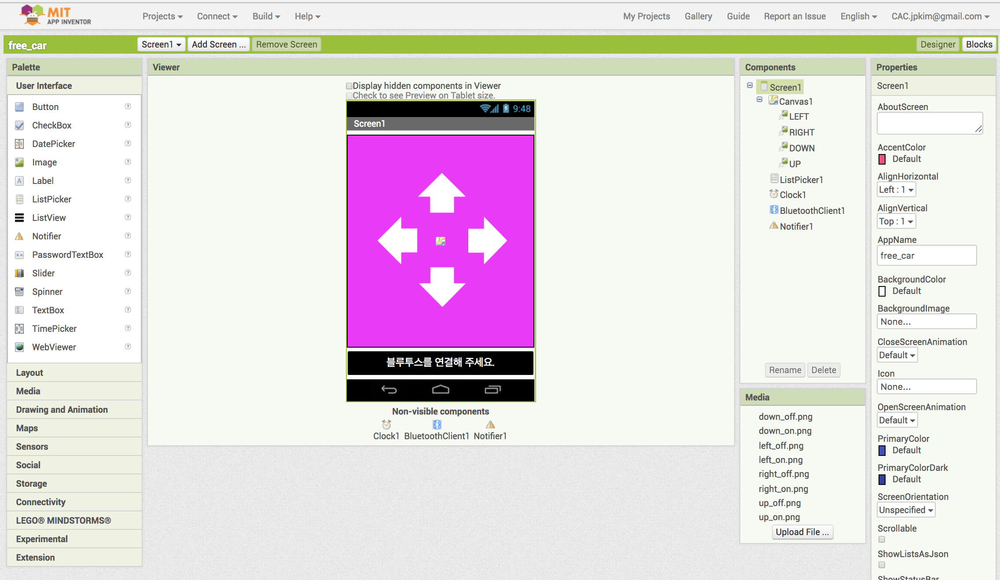 MIT
APP INVENTOR
Projects
Connect
Build
Help
My Projects
Gallery
Guide
Report an Issue
English
CAC.jpkim@gmail.com
free_car
Screen1
Add Screen ...
Remove Screen
Designer
Blocks
Palette
User Interface
Button
CheckBox
DatePicker
Image
Label
ListPicker
ListView
Notifier
PasswordTextBox
Slider
Spinner
TextBox
TimePicker
WebViewer
Layout
Media
Drawing and Animation
Maps
Sensors
Social
Storage
Connectivity
LEGO® MINDSTORMS®
Experimental
Extension
Viewer
Display hidden components in Viewer
Check to see Preview on Tablet size.
9:48
Screen1
블루투스를 연결해 주세요.
Non-visible components
Clock1
BluetoothClient1
Notifier1
Components
Screen1
Canvas1
LEFT
RIGHT
DOWN
UP
ListPicker1
Clock1
BluetoothClient1
Notifier1
Rename
Delete
Media
down_off.png
down_on.png
left_off.png
left_on.png
right_off.png
right_on.png
up_off.png
up_on.png
Upload File ...
Properties
Screen1
AboutScreen
AccentColor
Default
AlignHorizontal
Left : 1
AlignVertical
Top : 1
AppName
free_car
BackgroundColor
Default
BackgroundImage
None...
CloseScreenAnimation
Default
Icon
None...
OpenScreenAnimation
Default
PrimaryColor
Default
PrimaryColorDark
Default
ScreenOrientation
Unspecified
Scrollable
ShowListsAsJson
ShowStatusBar